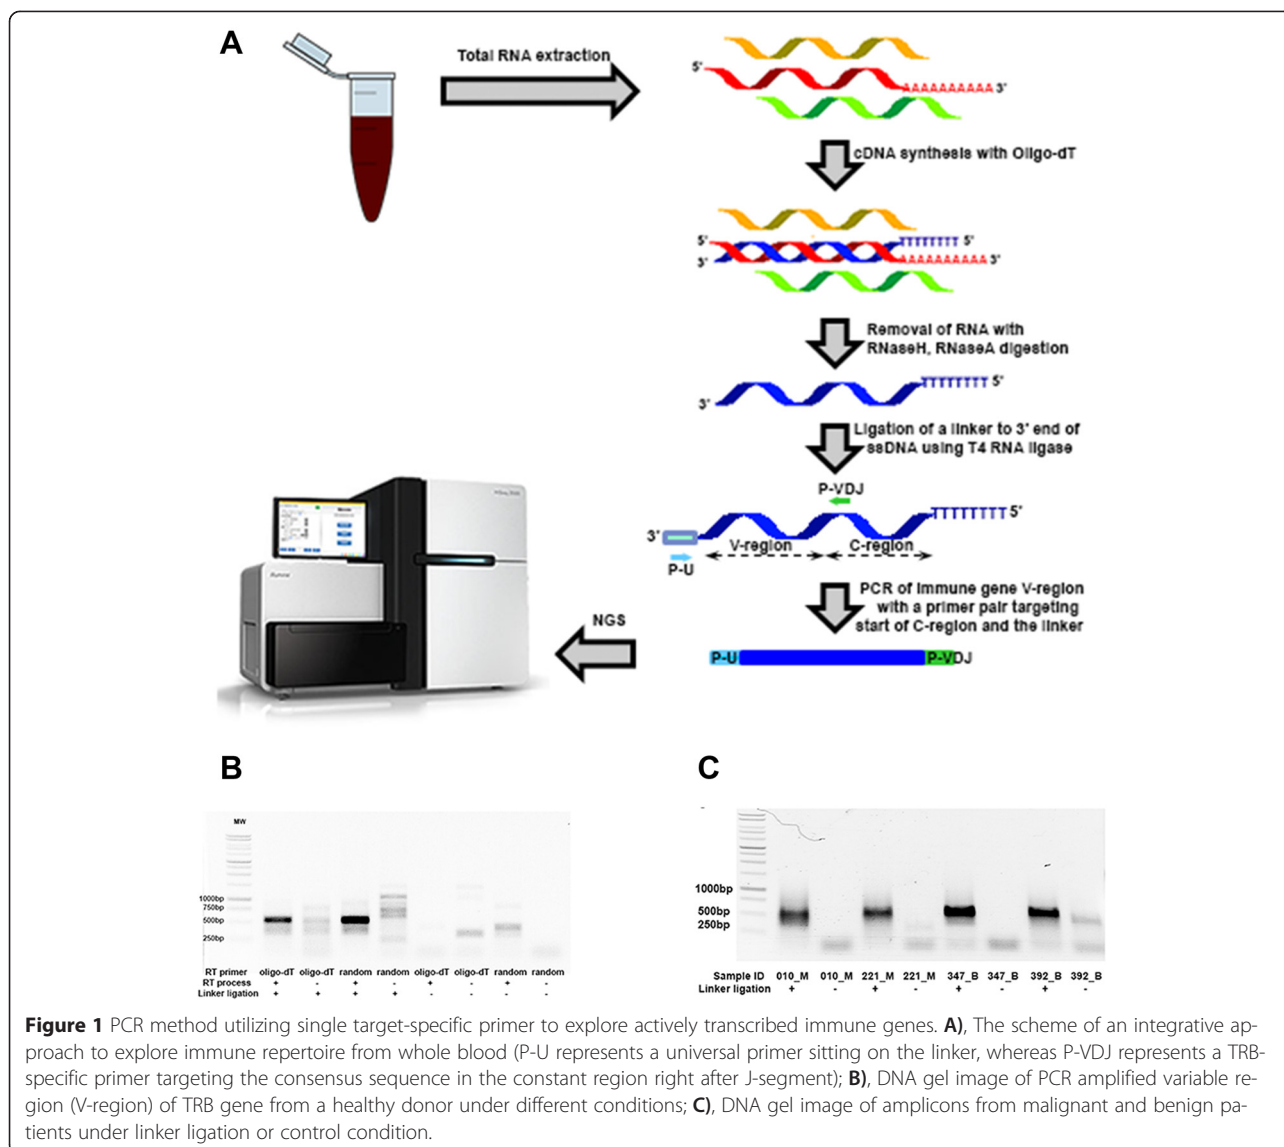 A
Total RNA extraction
5'
AAAAAAAAAA 3'
cDNA synthesis with Oligo-dT
5' TTTTTTTT 5'
3' AAAAAAAAAA 3'
Removal of RNA with
RNaseH, RNaseA digestion
TTTTTTTT 5'
3'
Ligation of a linker to 3' end of
ssDNA using T4 RNA ligase
P-VDJ
TTTTTTTT 5'
3'
V-region C-region
P-U
PCR of immune gene V-region
with a primer pair targeting
start of C-region and the linker
NGS
P-U P-VDJ
B
MW
1000bp
750bp
500bp
250bp
RT primer oligo-dT oligo-dT random random oligo-dT oligo-dT random random
RT process + - + - + - + -
Linker ligation + + + + - - - -
C
1000bp
500bp
250bp
Sample ID 010_M 010_M 221_M 221_M 347_B 347_B 392_B 392_B
Linker ligation + - + - + - + -
Figure 1 PCR method utilizing single target-specific primer to explore actively transcribed immune genes. A), The scheme of an integrative ap-
proach to explore immune repertoire from whole blood (P-U represents a universal primer sitting on the linker, whereas P-VDJ represents a TRB-
specific primer targeting the consensus sequence in the constant region right after J-segment); B), DNA gel image of PCR amplified variable re-
gion (V-region) of TRB gene from a healthy donor under different conditions; C), DNA gel image of amplicons from malignant and benign pa-
tients under linker ligation or control condition.